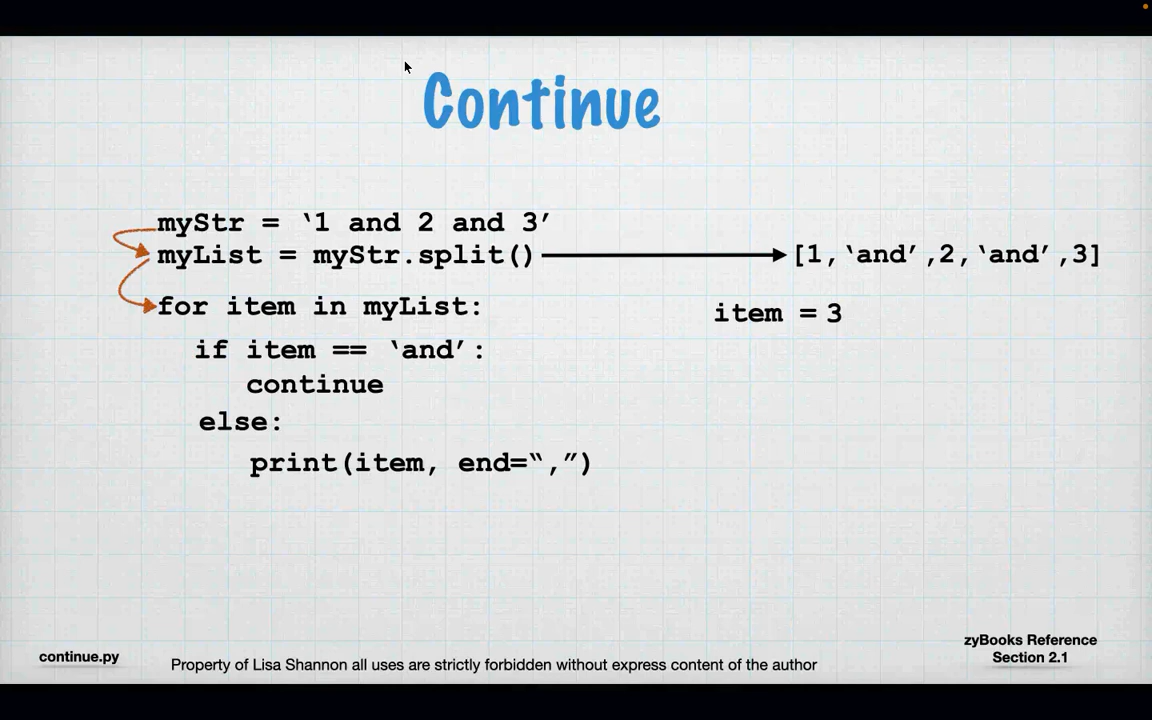 Continue
myStr = ‘1 and 2 and 3’
myList = myStr.split()
[1,‘and’,2,‘and’,3]
for item in myList:
item = 3
if item == ‘and’:
continue
else:
print(item, end=“,”)
zyBooks Reference
Section 2.1
continue.py
Property of Lisa Shannon all uses are strictly forbidden without express content of the author